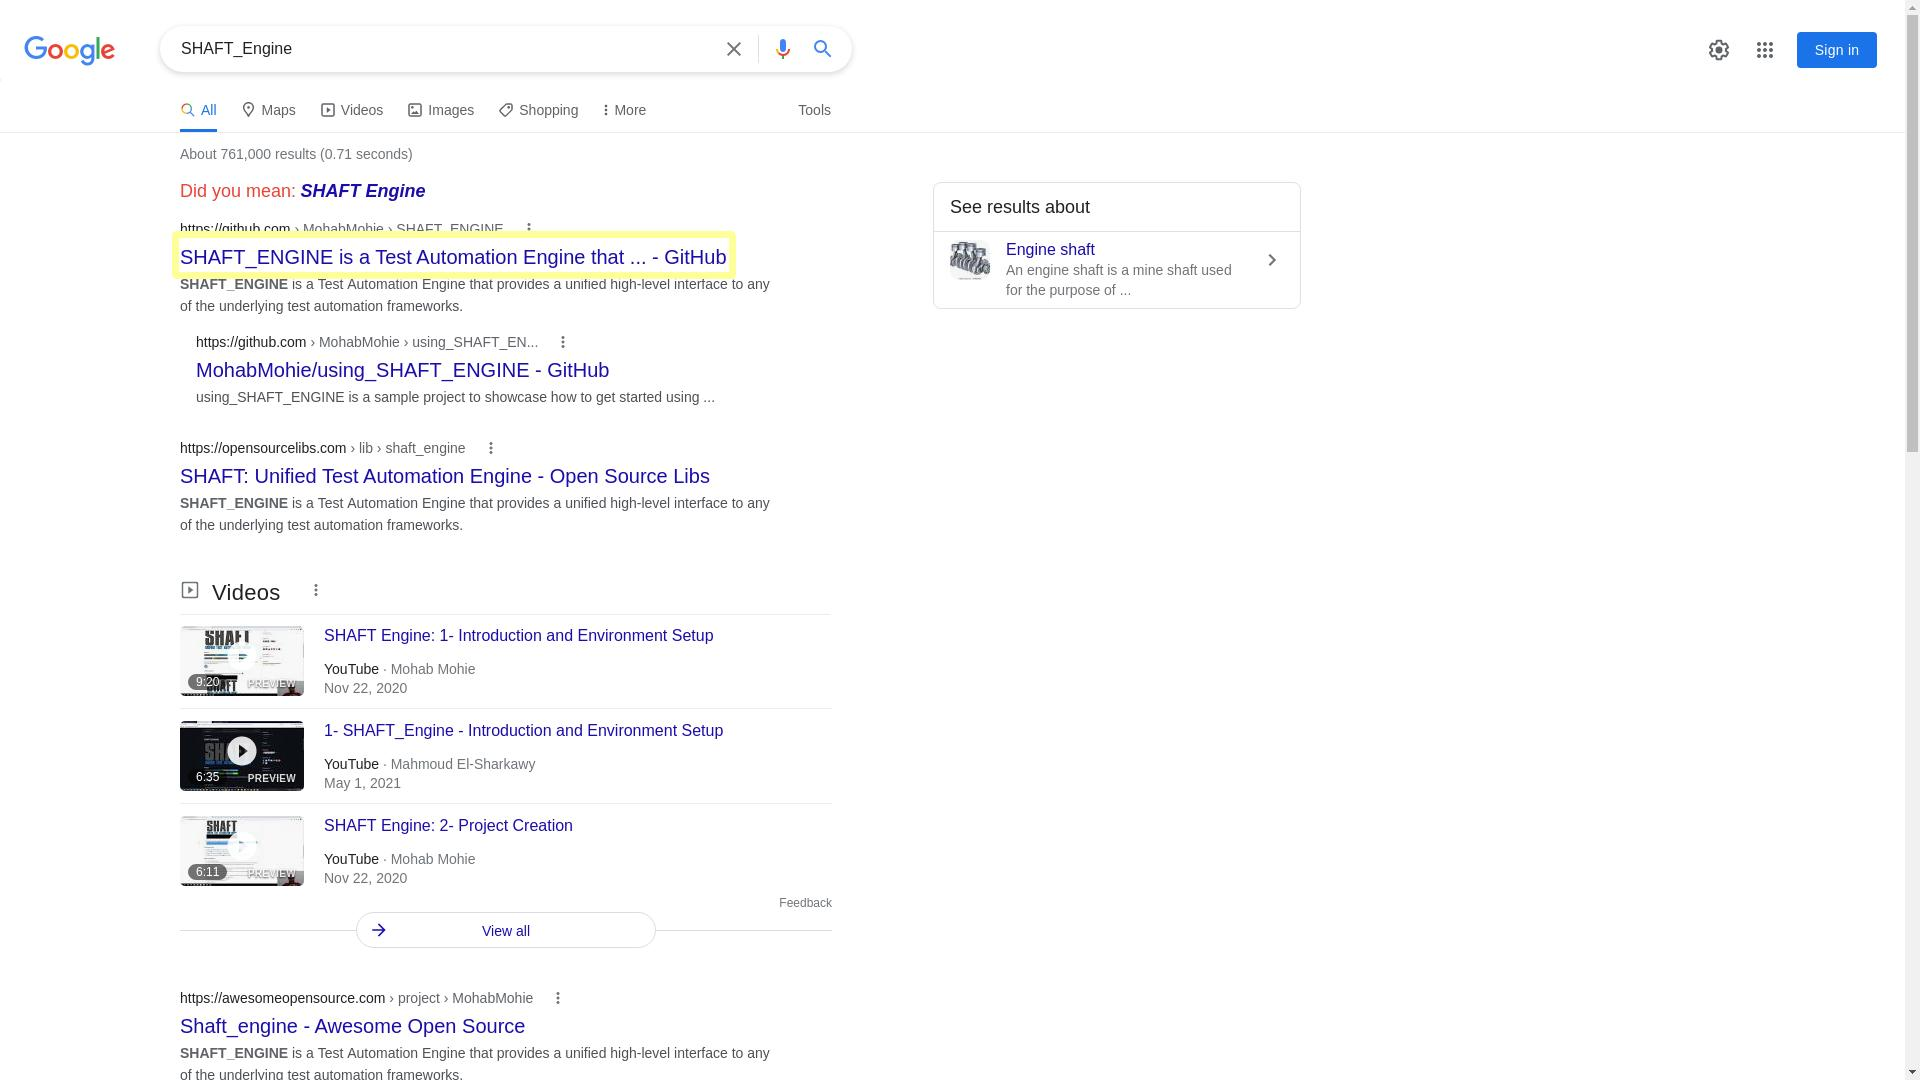 Google
SHAFT_Engine
Sign in
All
Maps
Videos
Images
Shopping
More
Tools
About 761,000 results (0.71 seconds)
Did you mean: SHAFT Engine
https://github.com › MohabMohie › SHAFT_ENGINE
SHAFT_ENGINE is a Test Automation Engine that ... - GitHub
SHAFT_ENGINE is a Test Automation Engine that provides a unified high-level interface to any
of the underlying test automation frameworks.
https://github.com › MohabMohie › using_SHAFT_EN...
MohabMohie/using_SHAFT_ENGINE - GitHub
using_SHAFT_ENGINE is a sample project to showcase how to get started using ...
https://opensourcelibs.com › lib › shaft_engine
SHAFT: Unified Test Automation Engine - Open Source Libs
SHAFT_ENGINE is a Test Automation Engine that provides a unified high-level interface to any
of the underlying test automation frameworks.
Videos
SHAFT
9:20
PREVIEW
SHAFT Engine: 1- Introduction and Environment Setup
YouTube · Mohab Mohie
Nov 22, 2020
6:35
PREVIEW
1- SHAFT_Engine - Introduction and Environment Setup
YouTube · Mahmoud El-Sharkawy
May 1, 2021
SHAFT
6:11
PREVIEW
SHAFT Engine: 2- Project Creation
YouTube · Mohab Mohie
Nov 22, 2020
Feedback
View all
https://awesomeopensource.com › project › MohabMohie
Shaft_engine - Awesome Open Source
SHAFT_ENGINE is a Test Automation Engine that provides a unified high-level interface to any
of the underlying test automation frameworks.
See results about
Engine shaft
An engine shaft is a mine shaft used
for the purpose of ...